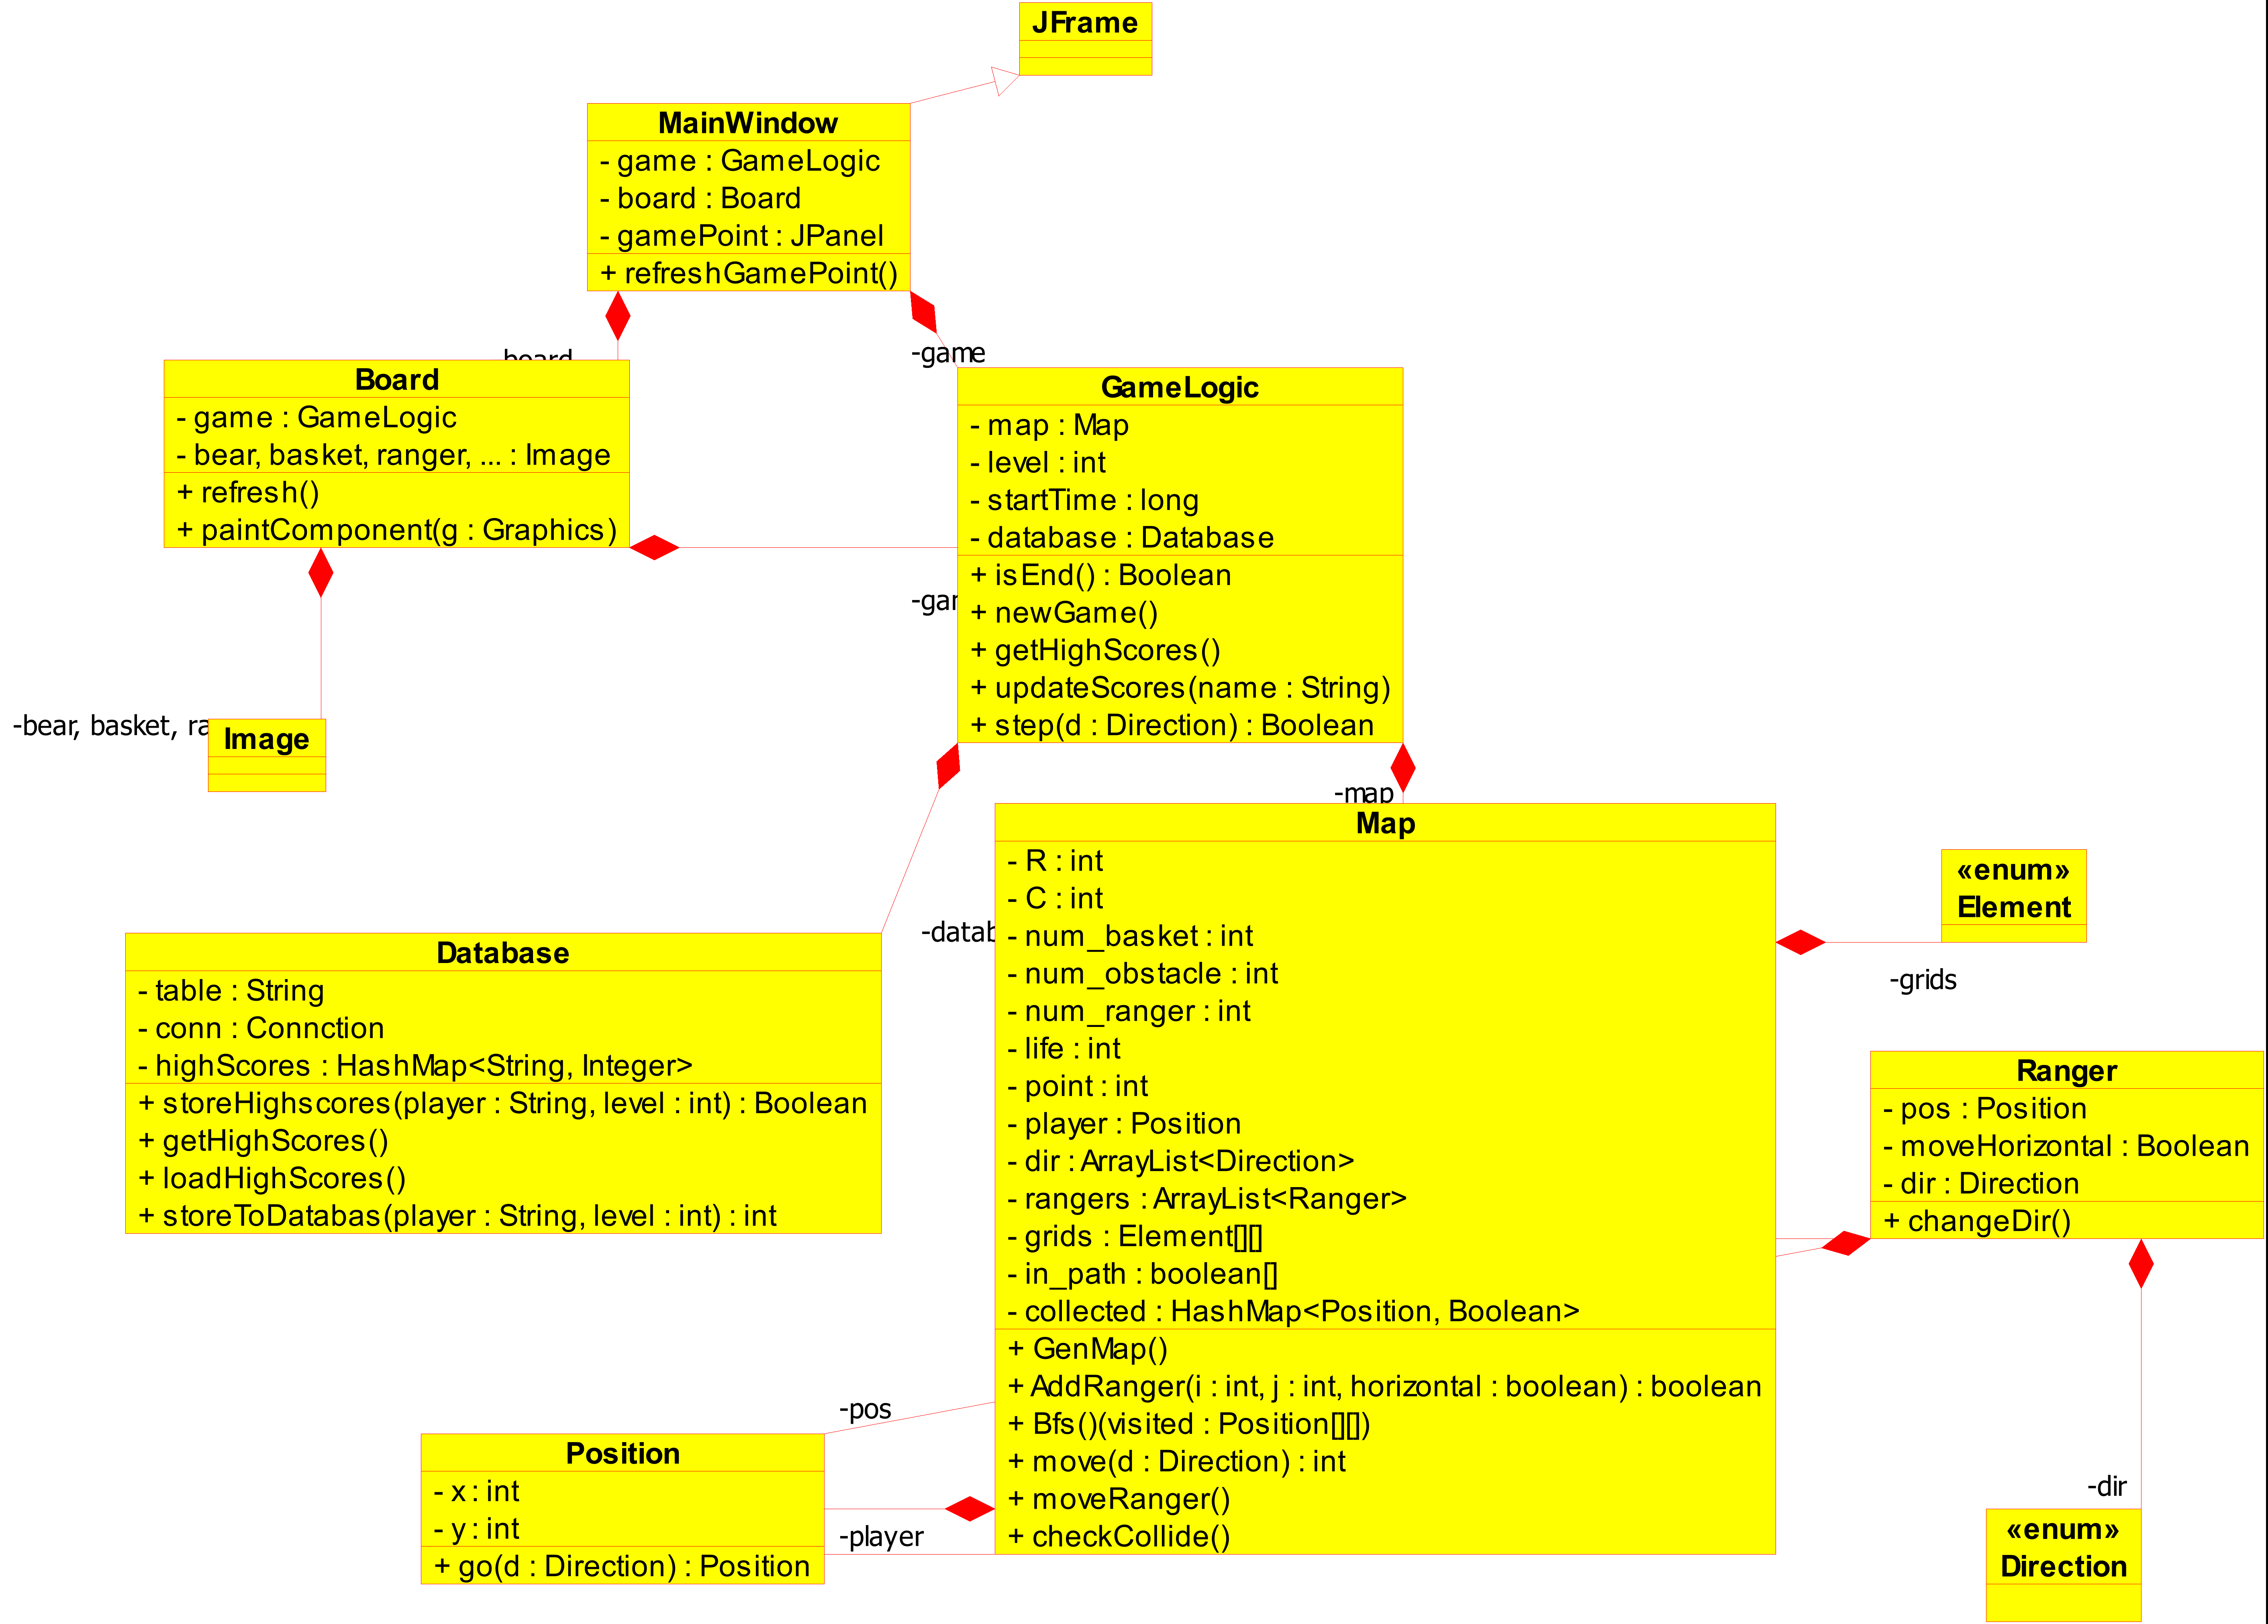 JFrame
MainWindow
- game : GameLogic
- board : Board
- gamePoint : JPanel
+ refreshGamePoint()
board
-game
Board
- game : GameLogic
- bear, basket, ranger, ... : Image
+ refresh()
+ paintComponent(g : Graphics)
GameLogic
- map : Map
- level : int
- startTime : long
- database : Database
+ isEnd() : Boolean
+ newGame()
+ getHighScores()
+ updateScores(name : String)
+ step(d : Direction) : Boolean
-bear, basket, ra
Image
-map
Map
- R : int
- C : int
- num_basket : int
- num_obstacle : int
- num_ranger : int
- life : int
- point : int
- player : Position
- dir : ArrayList<Direction>
- rangers : ArrayList<Ranger>
- grids : Element[][]
- in_path : boolean[]
- collected : HashMap<Position, Boolean>
+ GenMap()
+ AddRanger(i : int, j : int, horizontal : boolean) : boolean
+ Bfs()(visited : Position[][])
+ move(d : Direction) : int
+ moveRanger()
+ checkCollide()
«enum»
Element
-grids
-datab
Database
- table : String
- conn : Connction
- highScores : HashMap<String, Integer>
+ storeHighscores(player : String, level : int) : Boolean
+ getHighScores()
+ loadHighScores()
+ storeToDatabas(player : String, level : int) : int
Ranger
- pos : Position
- moveHorizontal : Boolean
- dir : Direction
+ changeDir()
-pos
Position
- x : int
- y : int
+ go(d : Direction) : Position
-player
-dir
«enum»
Direction